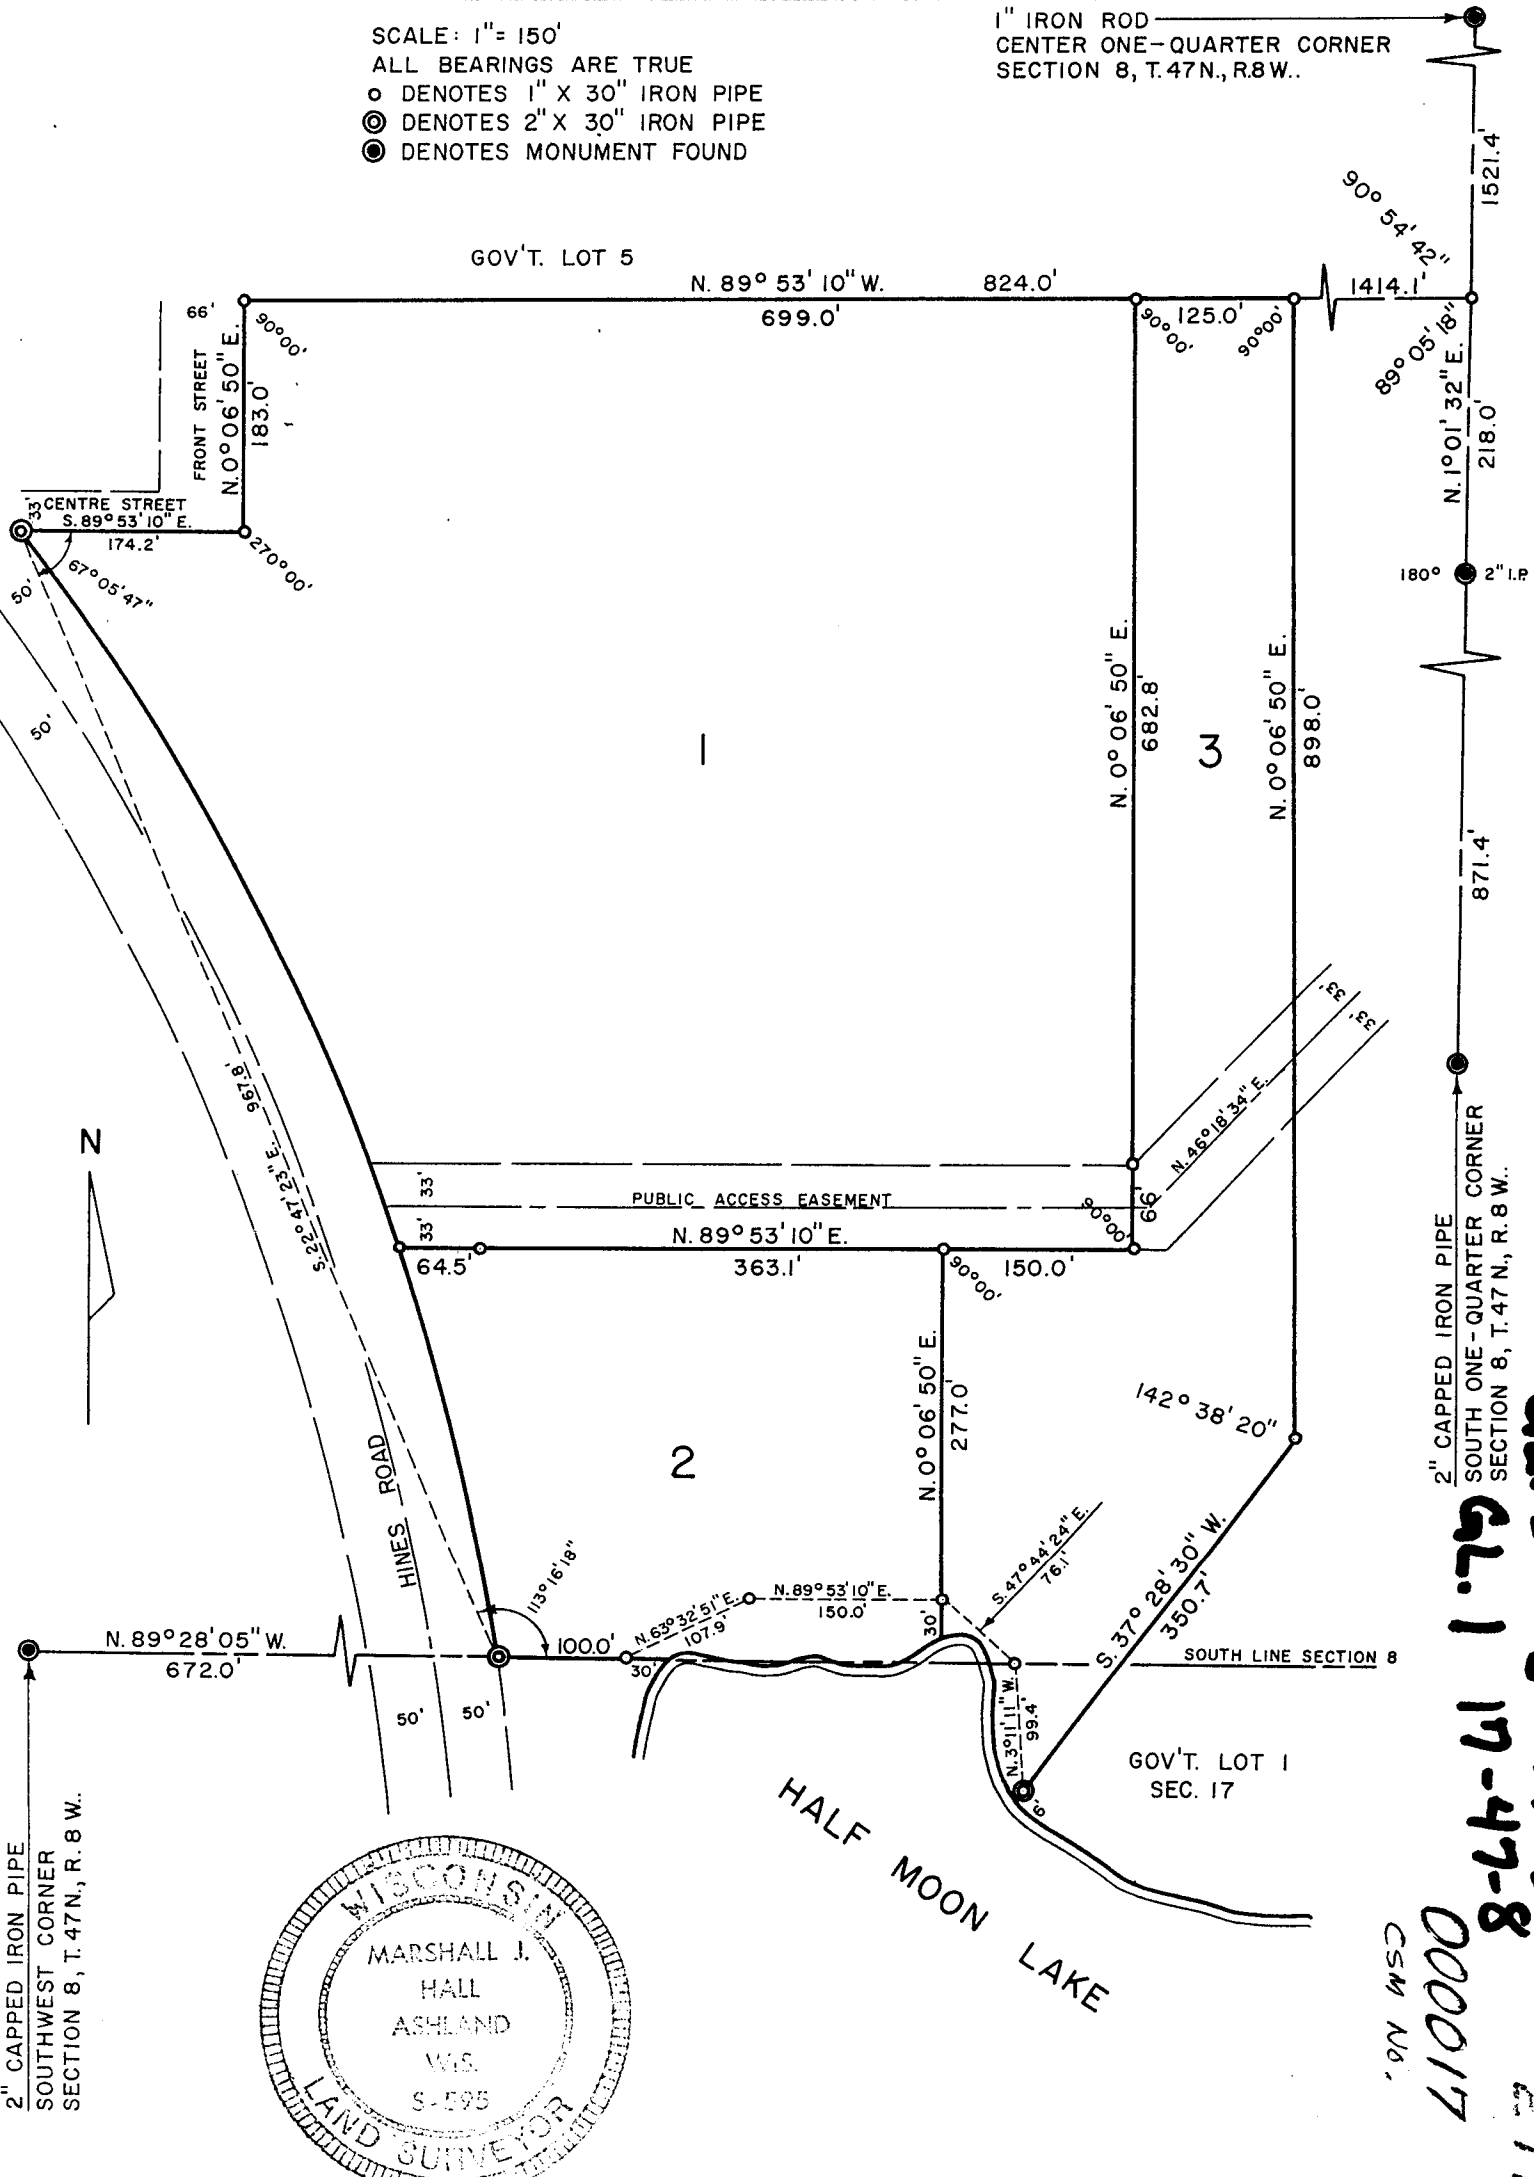 SCALE: 1"= 150'
ALL BEARINGS ARE TRUE
DENOTES 1" X 30" IRON PIPE
DENOTES 2" X 30" IRON PIPE
DENOTES MONUMENT FOUND
1" IRON ROD
CENTER ONE-QUARTER CORNER
SECTION 8, T.47N., R.8W..
1521.4'
90° 54' 42"
GOV'T. LOT 5
N. 89° 53' 10" W.
824.0'
1414.1'
66'
90°00'
699.0'
90°00'
125.0'
90°00'
89° 05' 18"
FRONT STREET
N.0° 06' 50" E.
183.0'
N.1° 01' 32" E.
218.0'
33'
CENTRE STREET
S. 89° 53' 10" E.
174.2'
270°00'
67° 05' 47"
50'
180°
2" I.P.
50'
N. 0° 06' 50" E.
682.8'
N. 0° 06' 50" E.
898.0'
1
3
871.4'
33'
33'
N. 46° 18' 34" E.
S. 22° 47' 23" E.
967.8'
N
33'
PUBLIC ACCESS EASEMENT
66'
90°00'
33'
N. 89° 53' 10" E.
64.5'
363.1'
90°00'
150.0'
2" CAPPED IRON PIPE
SOUTH ONE-QUARTER CORNER
SECTION 8, T.47 N., R. 8 W..
N.0° 06' 50" E.
277.0'
142° 38' 20"
2
HINES ROAD
113° 16' 18"
S. 47° 44' 24" E.
76.1'
S. 37° 28' 30" W.
350.7'
N. 89° 53' 10" E.
150.0'
N. 63° 32' 51" E.
107.9'
30'
N. 89° 28' 05" W.
672.0'
100.0'
30'
SOUTH LINE SECTION 8
50'
50'
N. 3° 11' 11" W.
99.4'
6'
GOV'T. LOT 1
SEC. 17
HALF MOON LAKE
2" CAPPED IRON PIPE
SOUTHWEST CORNER
SECTION 8, T. 47N., R. 8 W..
WISCONSIN
MARSHALL J.
HALL
ASHLAND
WIS.
S-595
LAND SURVEYOR
G.L. 1 17-47-8
000017
CSM No.